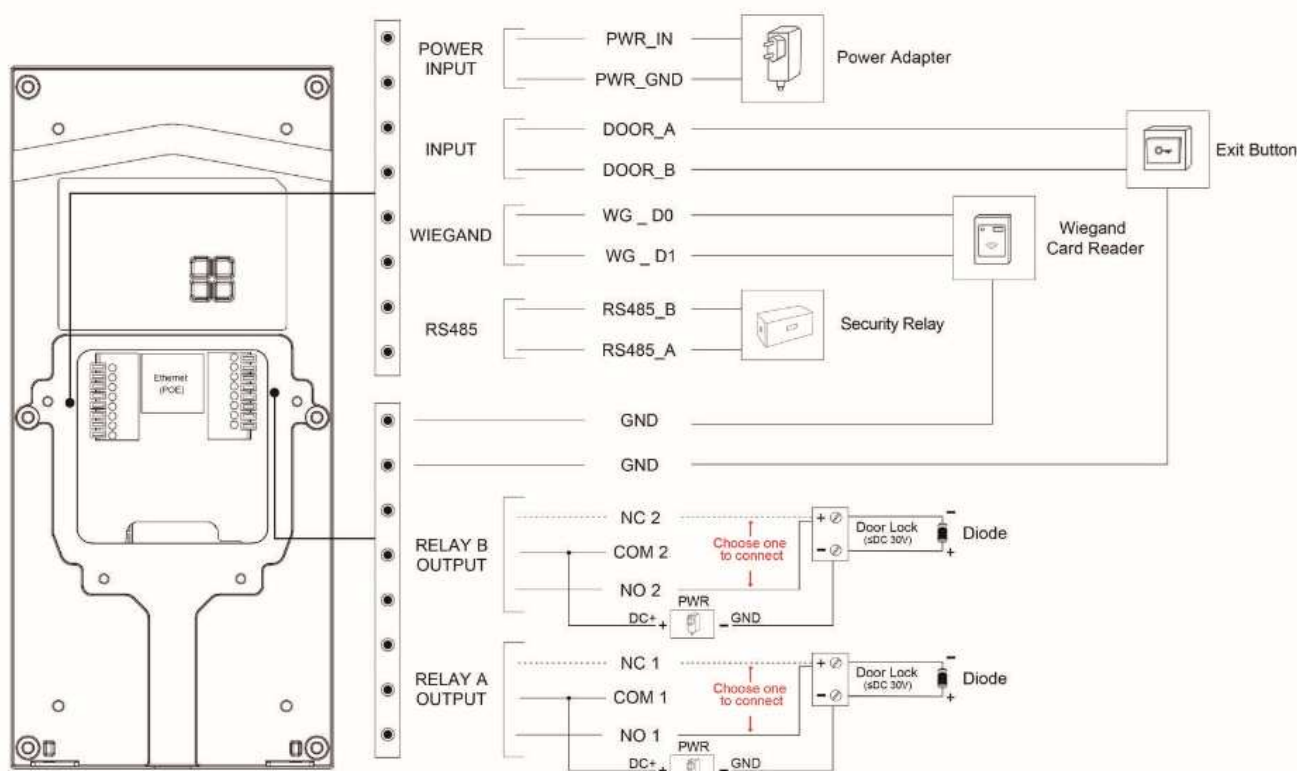 POWER
INPUT
PWR_IN
PWR_GND
Power Adapter
INPUT
DOOR_A
DOOR_B
Exit Button
WIEGAND
WG _ D0
WG _ D1
Wiegand
Card Reader
RS485
RS485_B
RS485_A
Security Relay
Ethernet
(POE)
GND
GND
RELAY B
OUTPUT
NC 2
COM 2
NO 2
Choose one
to connect
+
-
Door Lock
(≤DC 30V)
-
+
Diode
PWR
DC+ + - GND
RELAY A
OUTPUT
NC 1
COM 1
NO 1
Choose one
to connect
+
-
Door Lock
(≤DC 30V)
-
+
Diode
PWR
DC+ + - GND